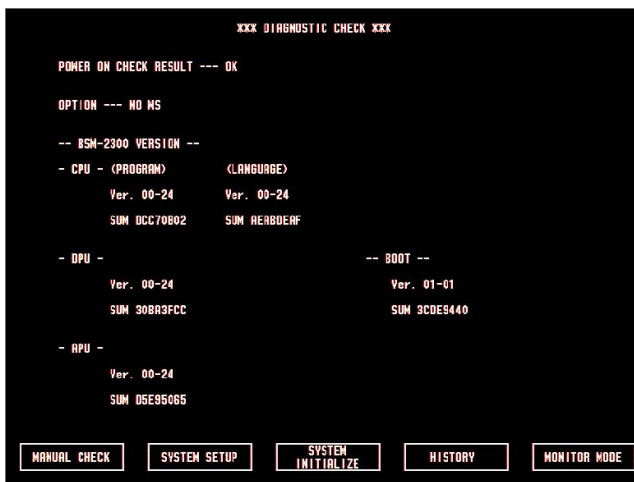 *** DIAGNOSTIC CHECK ***
POWER ON CHECK RESULT --- OK
OPTION --- NO WS
-- BSM-2300 VERSION --
- CPU - (PROGRAM) (LANGUAGE)
Ver. 00-24 Ver. 00-24
SUM DCC70B02 SUM AEABDEAF
- DPU - -- BOOT --
Ver. 00-24 Ver. 01-01
SUM 30BA3FCC SUM 3CDE9440
- APU -
Ver. 00-24
SUM D5E95065
MANUAL CHECK SYSTEM SETUP SYSTEM INITIALIZE HISTORY MONITOR MODE